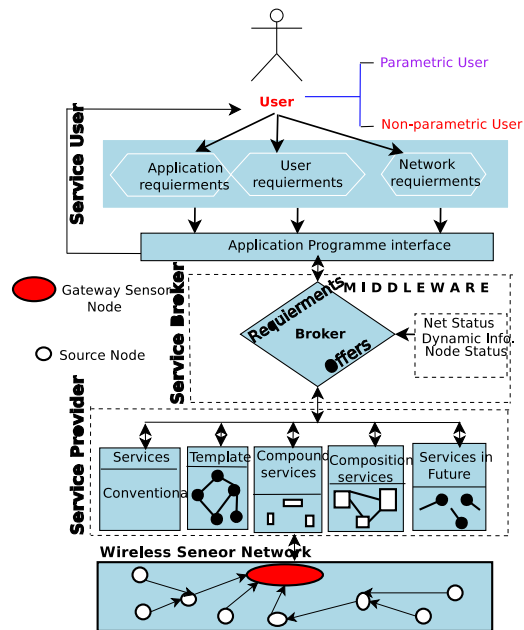 Parametric User
User
Non-parametric User
Service User
Application requierments
User requierments
Network requierments
Application Programme interface
Service Broker
MIDDLEWARE
Requierments
Broker
Offers
Net Status
Dynamic Info.
Node Status
Gateway Sensor
Node
Source Node
Service Provider
Services
Conventiona
Template
Compound
services
Composition
services
Services in
Future
Wireless Seneor Network